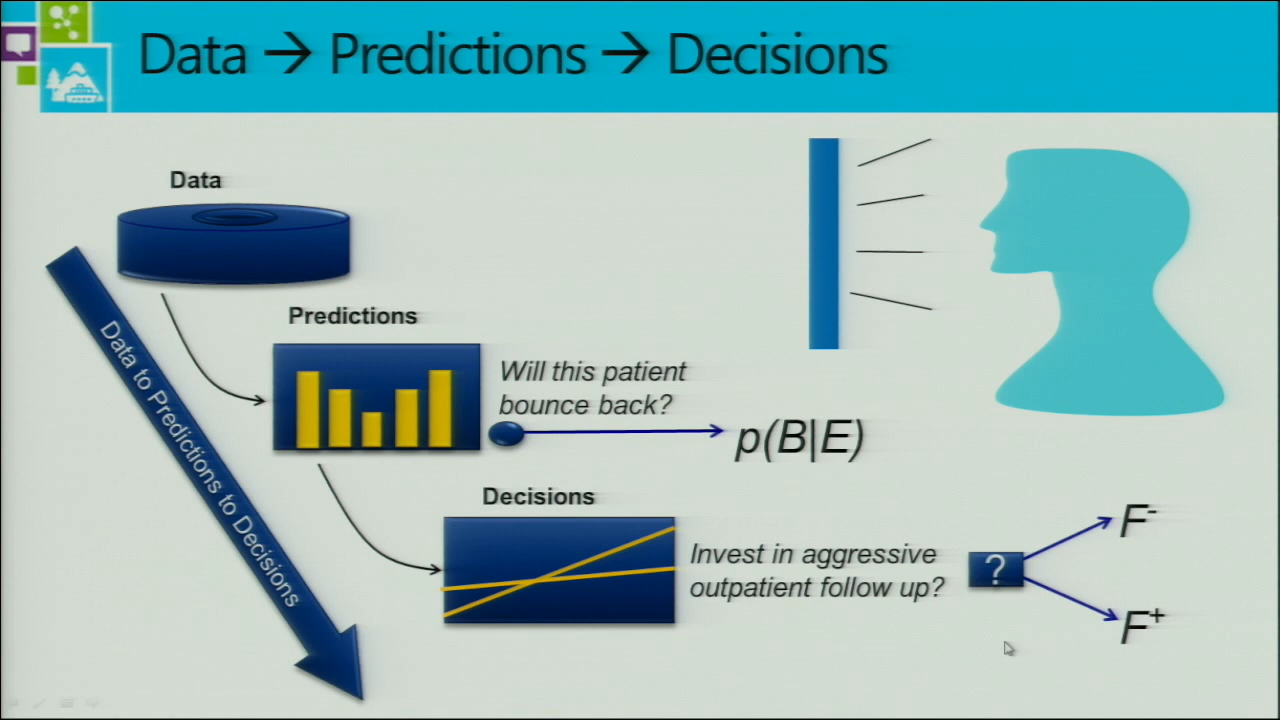 Data → Predictions → Decisions
Data
Data to Predictions to Decisions
Predictions
Will this patient
bounce back?
p(B|E)
Decisions
Invest in aggressive
outpatient follow up?
?
F-
F+